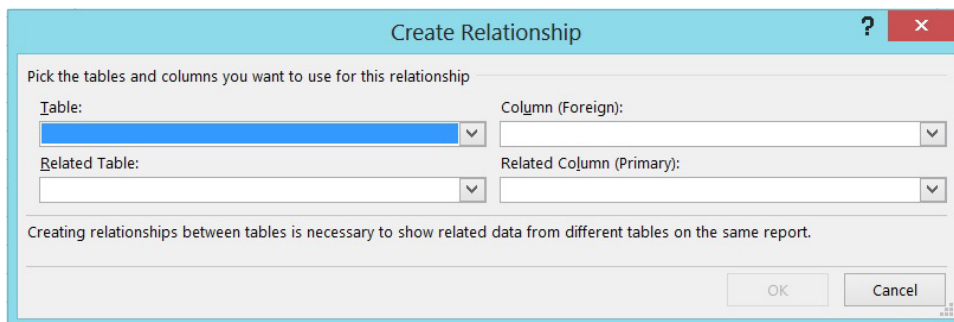 Create Relationship
?
Pick the tables and columns you want to use for this relationship
Table:
Column (Foreign):
Related Table:
Related Column (Primary):
Creating relationships between tables is necessary to show related data from different tables on the same report.
OK
Cancel